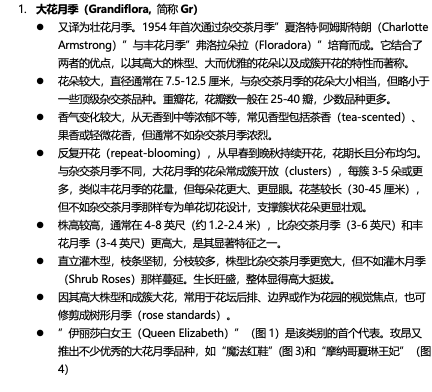 1. 大花月季（Grandiflora, 简称 Gr）
● 又译为壮花月季。1954 年首次通过杂交茶月季”夏洛特·阿姆斯特朗（Charlotte
Armstrong）”与丰花月季”弗洛拉朵拉（Floradora）”培育而成。它结合了
两者的优点，以其高大的株型、大而优雅的花朵以及成簇开花的特性而著称。
● 花朵较大，直径通常在 7.5-12.5 厘米，与杂交茶月季的花朵大小相当，但略小于
一些顶级杂交茶品种。重瓣花，花瓣数一般在 25-40 瓣，少数品种更多。
● 香气变化较大，从无香到中等浓郁不等，常见香型包括茶香（tea-scented）、
果香或轻微花香，但通常不如杂交茶月季浓烈。
● 反复开花（repeat-blooming），从早春到晚秋持续开花，花期长且分布均匀。
与杂交茶月季不同，大花月季的花朵常成簇开放（clusters），每簇 3-5 朵或更
多，类似丰花月季的花量，但每朵花更大、更显眼。花茎较长（30-45 厘米），
但不如杂交茶月季那样专为单花切花设计，支撑簇状花朵更显壮观。
● 株高较高，通常在 4-8 英尺（约 1.2-2.4 米），比杂交茶月季（3-6 英尺）和丰
花月季（3-4 英尺）更高大，是其显著特征之一。
● 直立灌木型，枝条坚韧，分枝较多，株型比杂交茶月季更宽大，但不如灌木月季
（Shrub Roses）那样蔓延。生长旺盛，整体显得高大挺拔。
● 因其高大株型和成簇大花，常用于花坛后排、边界或作为花园的视觉焦点，也可
修剪成树形月季（rose standards）。
● ”伊丽莎白女王（Queen Elizabeth）”（图 1）是该类别的首个代表。玫昂又
推出不少优秀的大花月季品种，如“魔法红鞋”(图 3)和“摩纳哥夏琳王妃”（图
4）